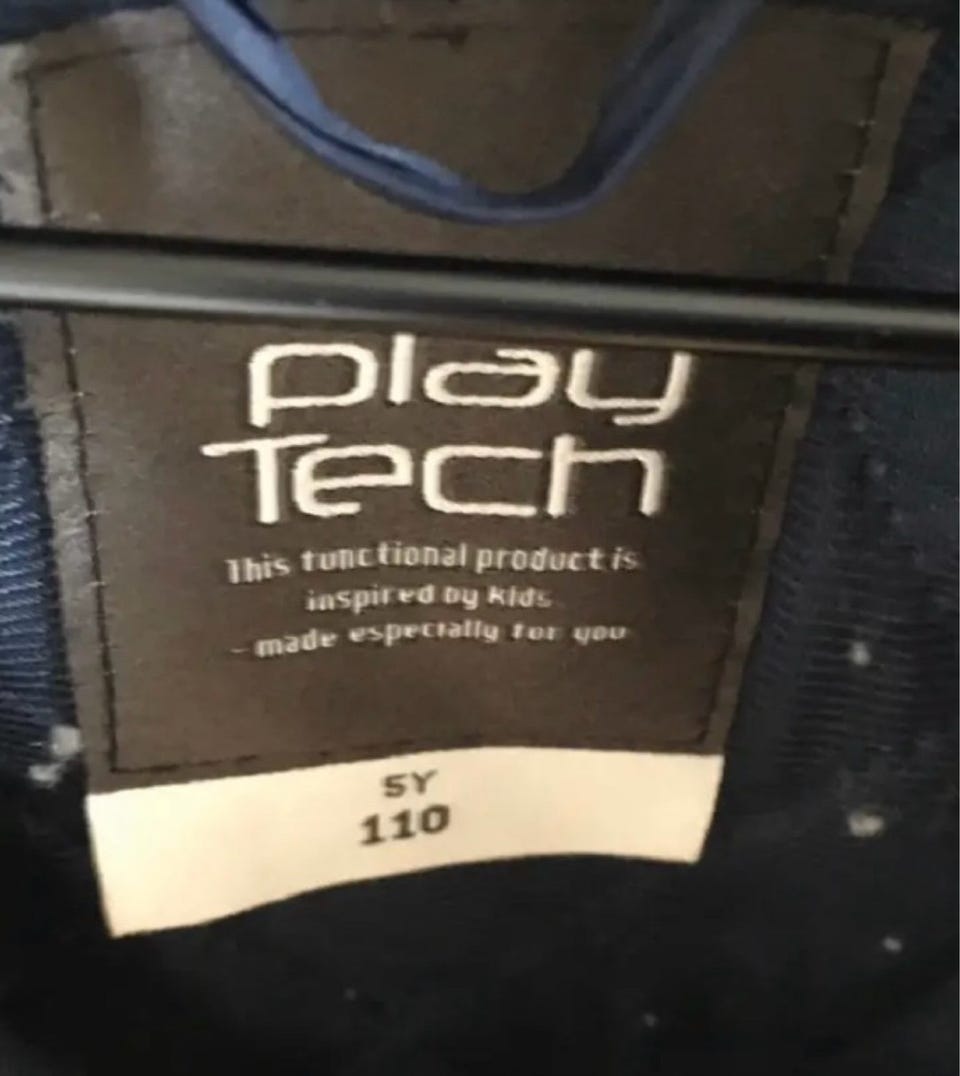 play
Tech
This functional product is
inspired by kids
- made especially for you
5Y
110